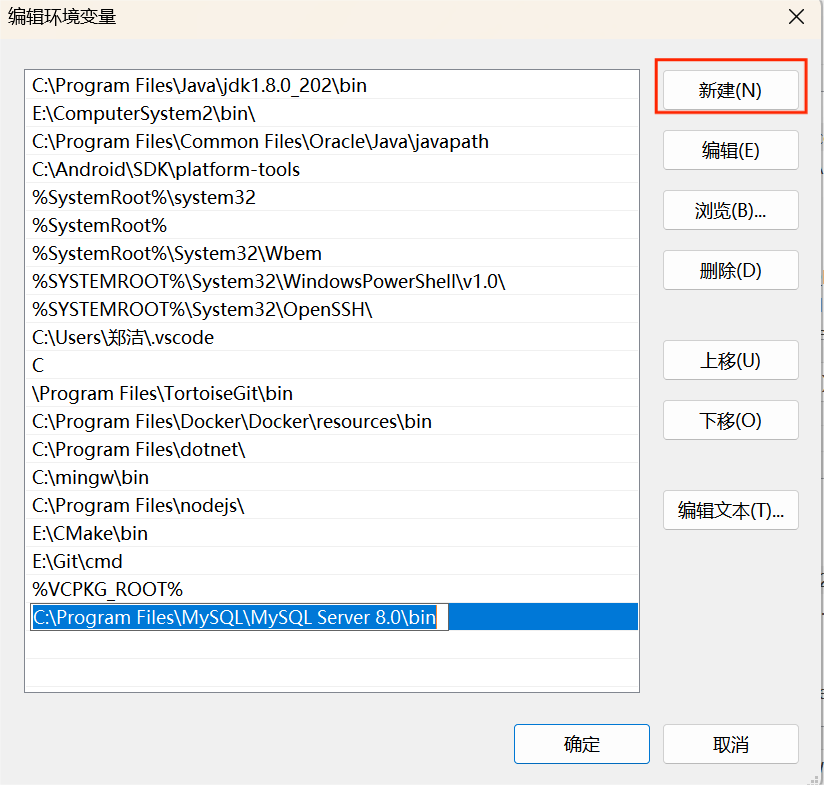 编辑环境变量
C:\Program Files\Java\jdk1.8.0_202\bin
E:\ComputerSystem2\bin\
C:\Program Files\Common Files\Oracle\Java\javapath
C:\Android\SDK\platform-tools
%SystemRoot%\system32
%SystemRoot%
%SystemRoot%\System32\Wbem
%SYSTEMROOT%\System32\WindowsPowerShell\v1.0\
%SYSTEMROOT%\System32\OpenSSH\
C:\Users\郑洁\.vscode
C
\Program Files\TortoiseGit\bin
C:\Program Files\Docker\Docker\resources\bin
C:\Program Files\dotnet\
C:\mingw\bin
C:\Program Files\nodejs\
E:\CMake\bin
E:\Git\cmd
%VCPKG_ROOT%
C:\Program Files\MySQL\MySQL Server 8.0\bin
新建(N)
编辑(E)
浏览(B)...
删除(D)
上移(U)
下移(O)
编辑文本(T)...
确定
取消